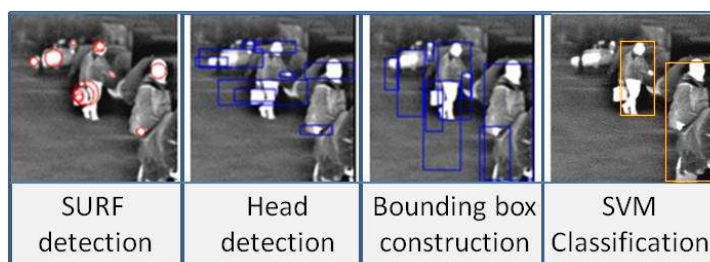 SURF
detection
Head
detection
Bounding box
construction
SVM
Classification